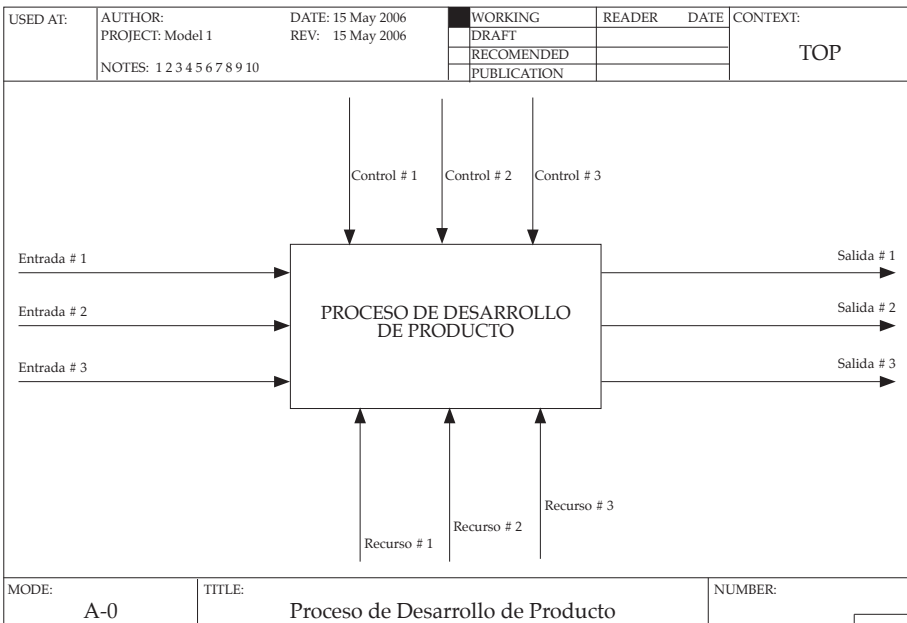 USED AT:
AUTHOR:
DATE: 15 May 2006
PROJECT: Model 1
REV: 15 May 2006
NOTES: 1 2 3 4 5 6 7 8 9 10
WORKING
DRAFT
RECOMENDED
PUBLICATION
READER DATE
CONTEXT:
TOP
Control # 1
Control # 2
Control # 3
Entrada # 1
Entrada # 2
Entrada # 3
PROCESO DE DESARROLLO
DE PRODUCTO
Salida # 1
Salida # 2
Salida # 3
Recurso # 1
Recurso # 2
Recurso # 3
MODE:
A-0
TITLE:
Proceso de Desarrollo de Producto
NUMBER: